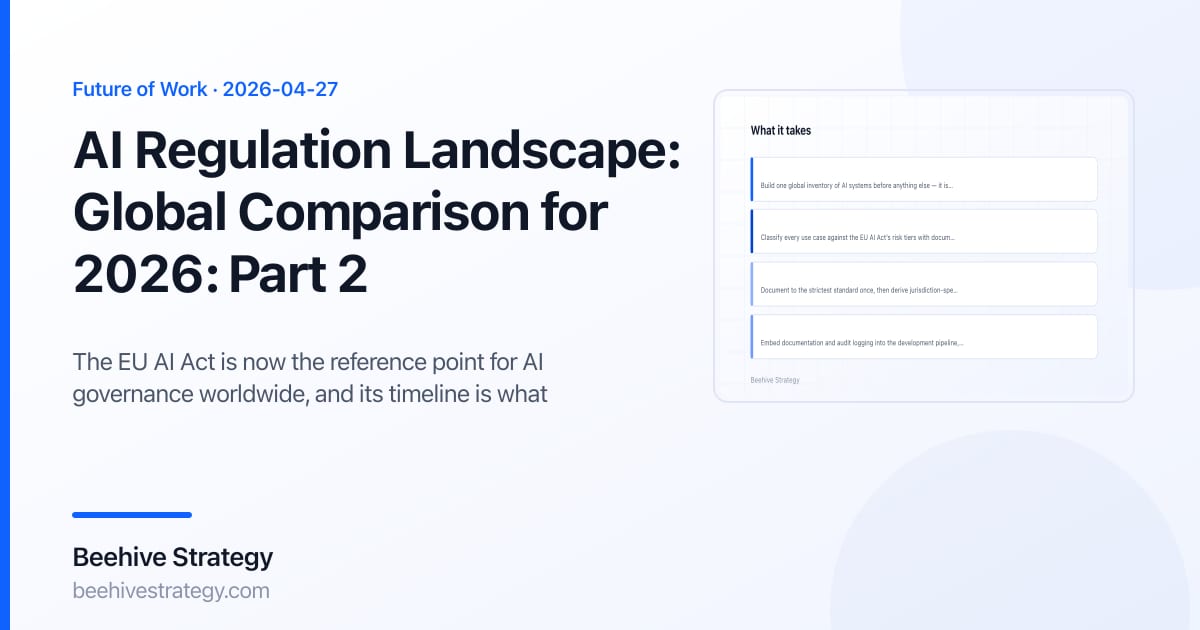 Future of Work · 2026-04-27
AI Regulation Landscape:
Global Comparison for
2026: Part 2
The EU AI Act is now the reference point for AI
governance worldwide, and its timeline is what
Beehive Strategy
beehivestrategy.com
What it takes
Build one global inventory of AI systems before anything else — it is...
Classify every use case against the EU AI Act's risk tiers with docum...
Document to the strictest standard once, then derive jurisdiction-spe...
Embed documentation and audit logging into the development pipeline,...
Beehive Strategy